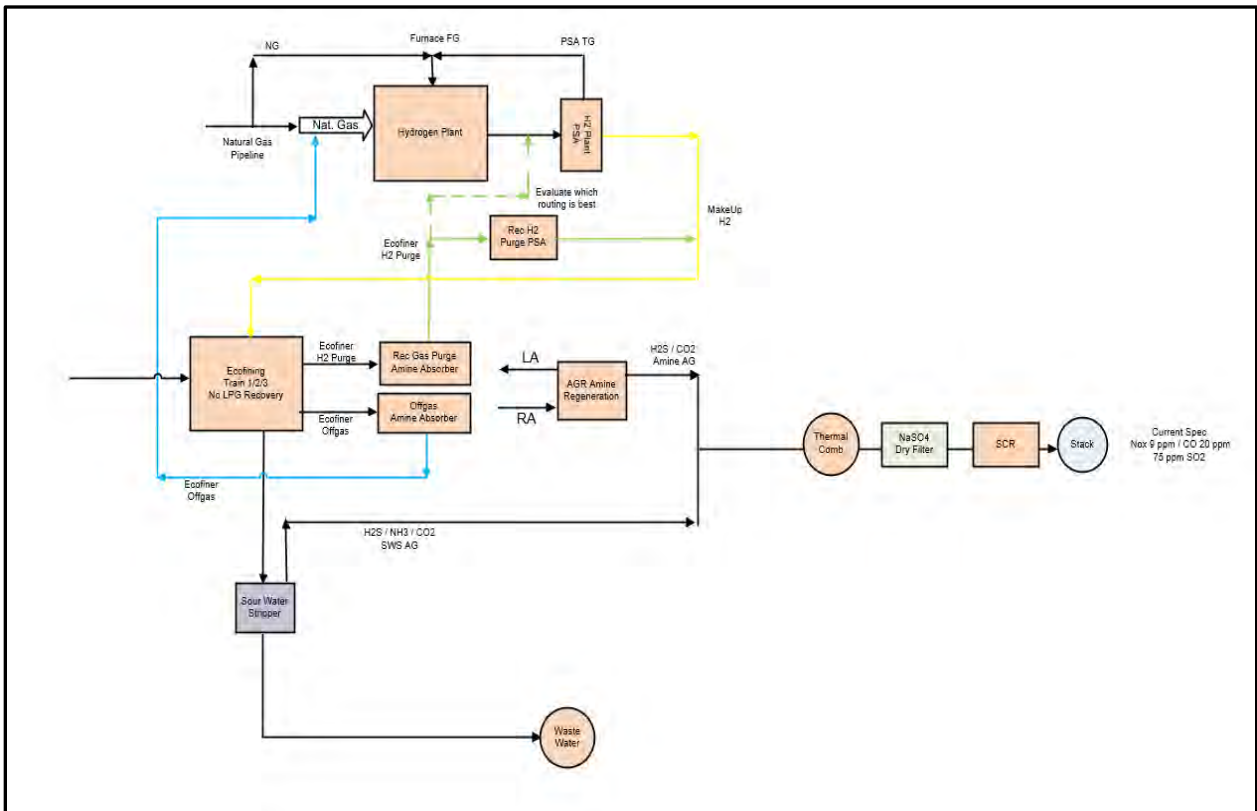 Furnace FG
PSA TG
NG
Nat. Gas
Natural Gas
Pipeline
Hydrogen Plant
H2 Plant
PSA
Evaluate which
routing is best
MakeUp
H2
Rec H2
Purge PSA
Ecofiner
H2 Purge
Ecofining
Train 1/2/3
No LPG Recovery
Ecofiner
H2 Purge
Rec Gas Purge
Amine Absorber
Ecofiner
Offgas
Offgas
Amine Absorber
LA
RA
AGR Amine
Regeneration
H2S / CO2
Amine AG
Thermal
Comb
NaSO4
Dry Filter
SCR
Stack
Current Spec
Nox 9 ppm / CO 20 ppm
75 ppm SO2
Ecofiner
Offgas
H2S / NH3 / CO2
SWS AG
Sour Water
Stripper
Waste
Water